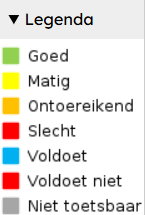 ▼ Legenda
Goed
Matig
Ontoereikend
Slecht
Voldoet
Voldoet niet
Niet toetsbaar